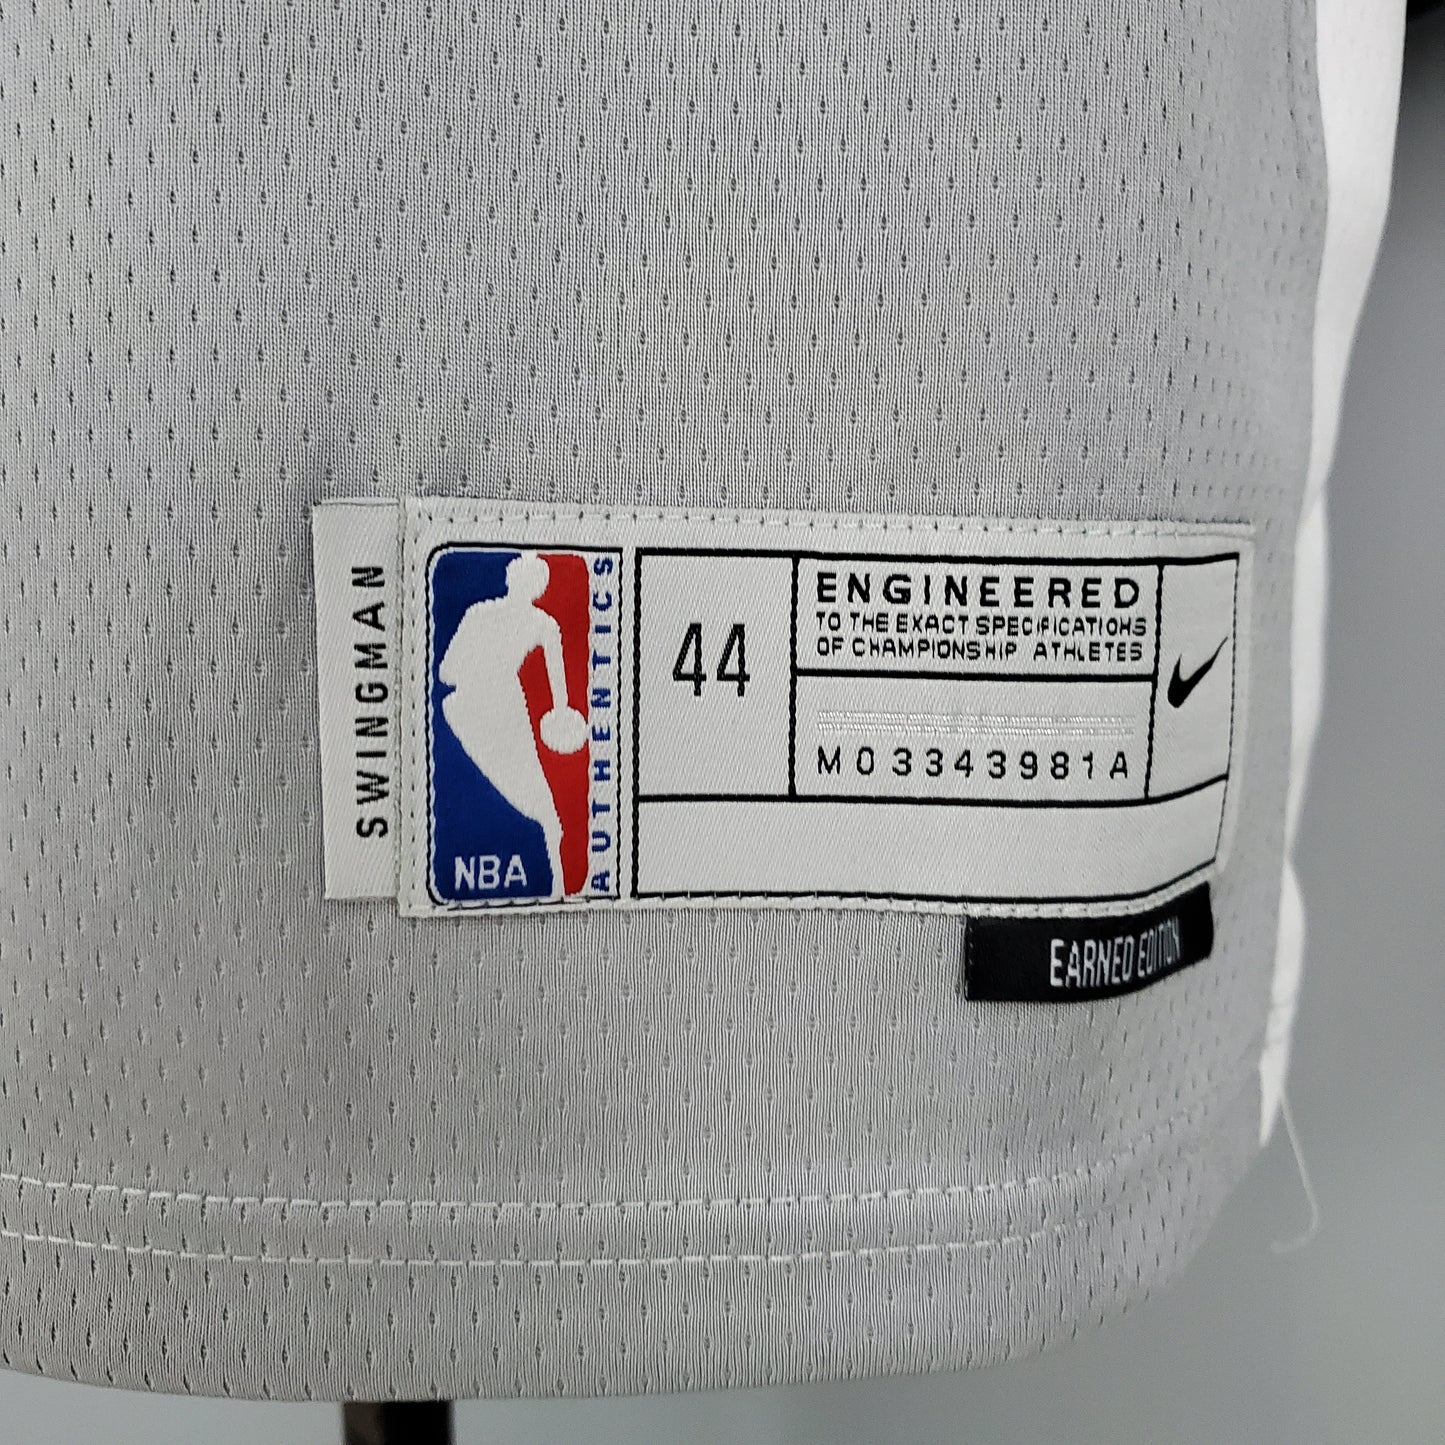 SWINGMAN
NBA
AUTHENTICS
44
ENGINEERED
TO THE EXACT SPECIFICATIONS
OF CHAMPIONSHIP ATHLETES
M03343981A
EARNED EDITION